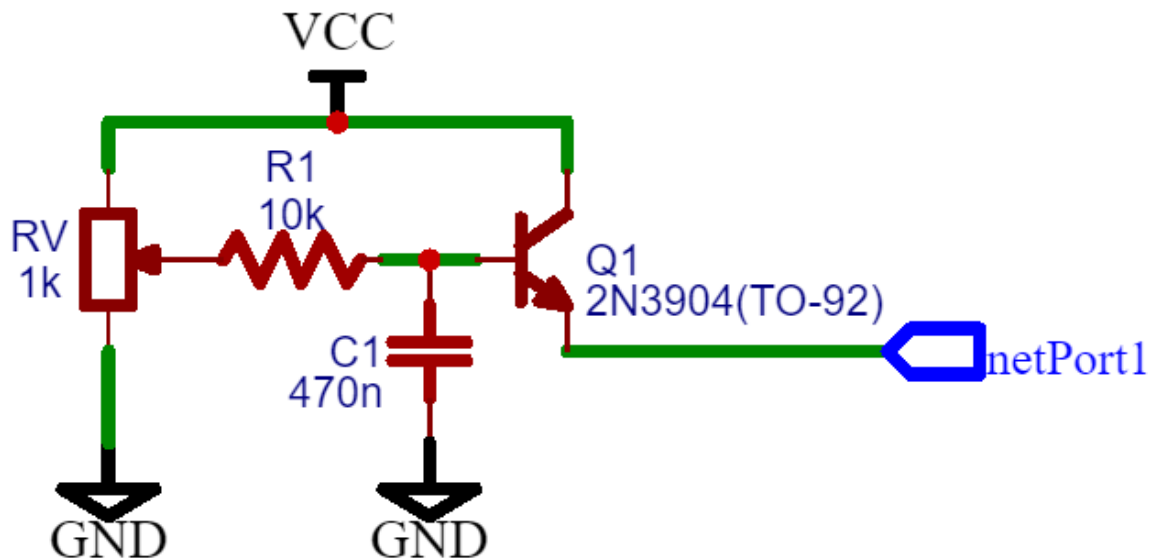 VCC
R1
10k
RV
1k
Q1
2N3904(TO-92)
C1
470n
netPort1
GND
GND